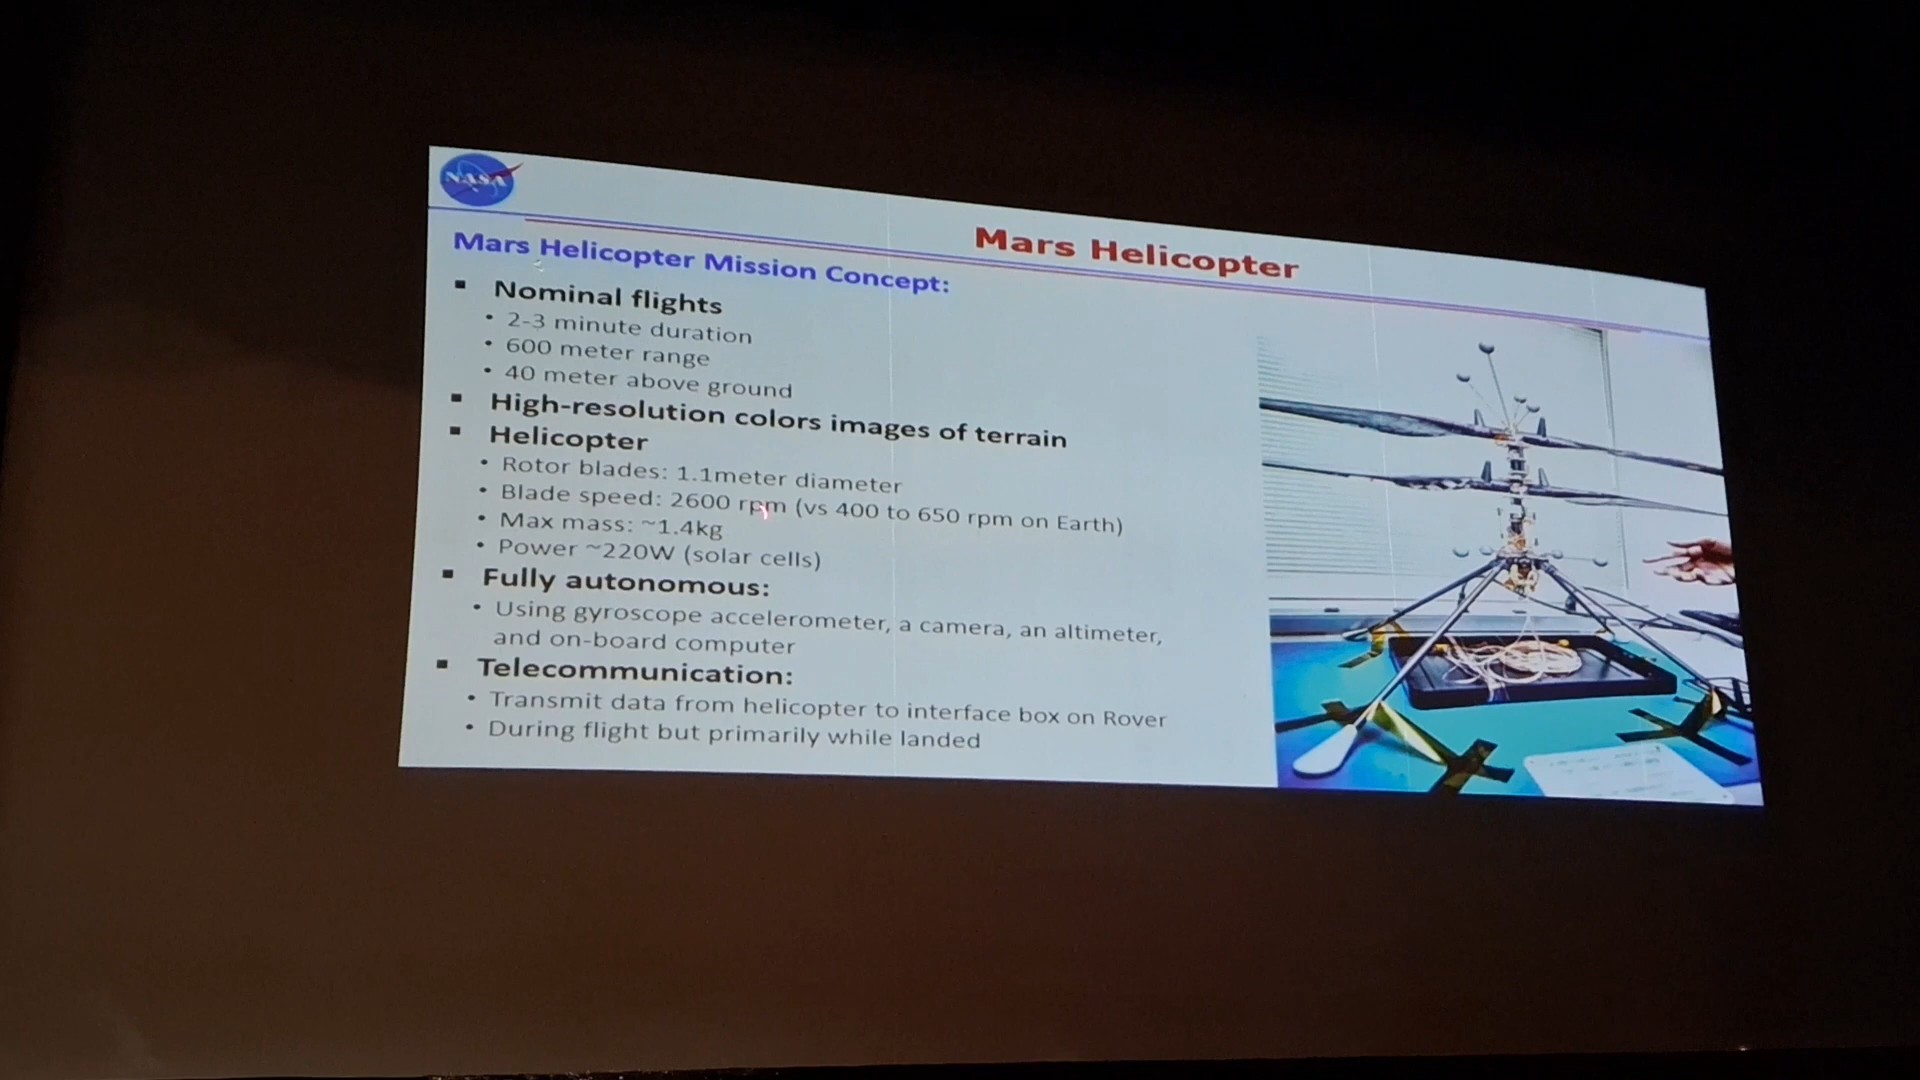 NASA
Mars Helicopter
Mars Helicopter Mission Concept:
▪ Nominal flights
• 2-3 minute duration
• 600 meter range
• 40 meter above ground
▪ High-resolution colors images of terrain
▪ Helicopter
• Rotor blades: 1.1meter diameter
• Blade speed: 2600 rpm (vs 400 to 650 rpm on Earth)
• Max mass: ~1.4kg
• Power ~220W (solar cells)
▪ Fully autonomous:
• Using gyroscope accelerometer, a camera, an altimeter,
and on-board computer
▪ Telecommunication:
• Transmit data from helicopter to interface box on Rover
• During flight but primarily while landed